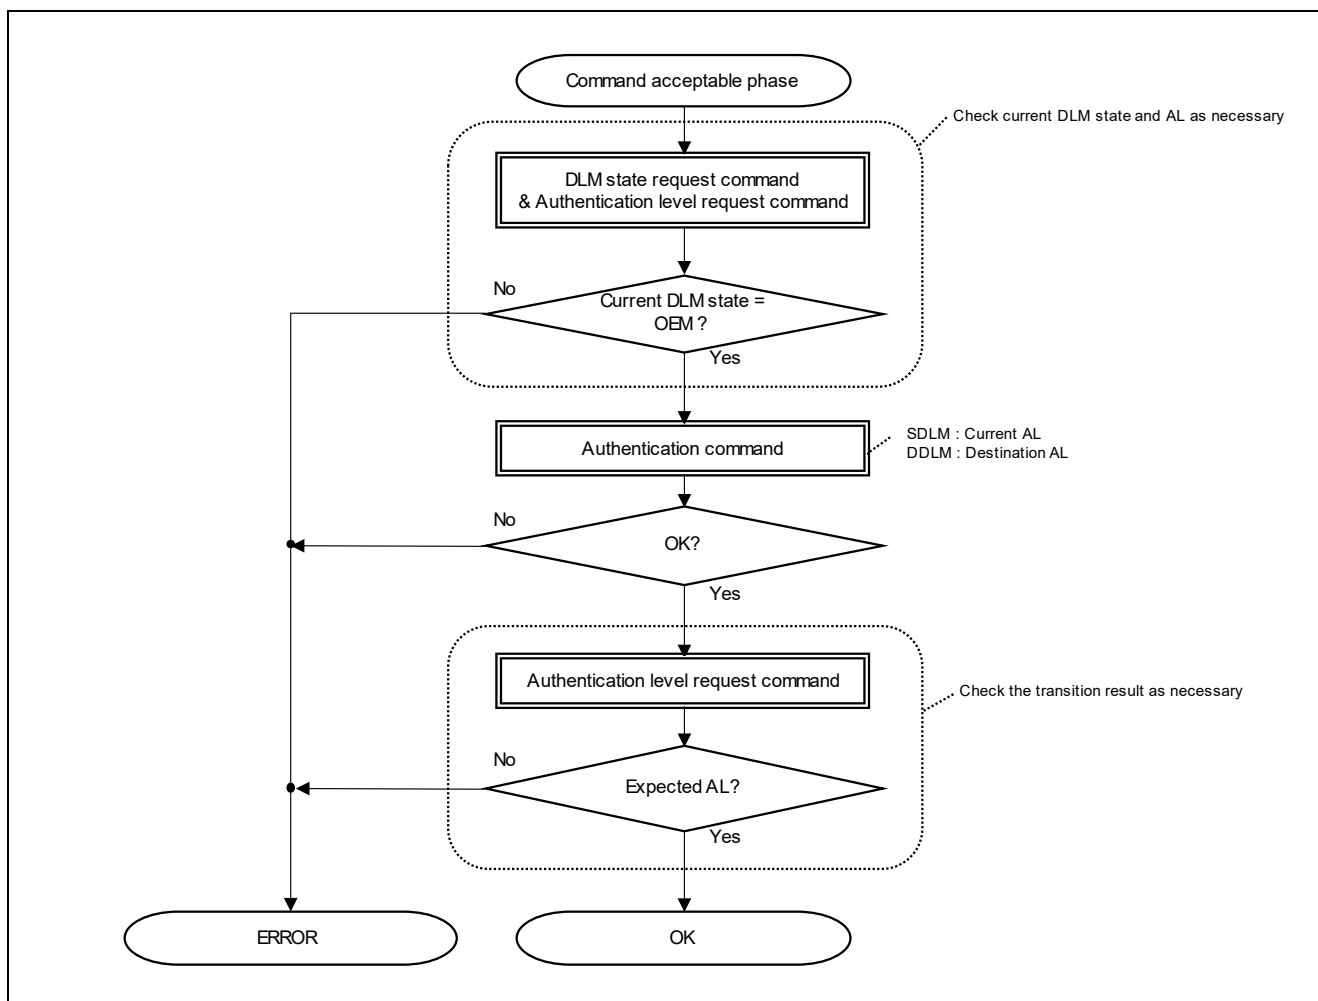 Command acceptable phase
Check current DLM state and AL as necessary
DLM state request command
& Authentication level request command
No
Current DLM state =
OEM ?
Yes
Authentication command
SDLM : Current AL
DDLM : Destination AL
No
OK?
Yes
Authentication level request command
Check the transition result as necessary
No
Expected AL?
Yes
ERROR
OK